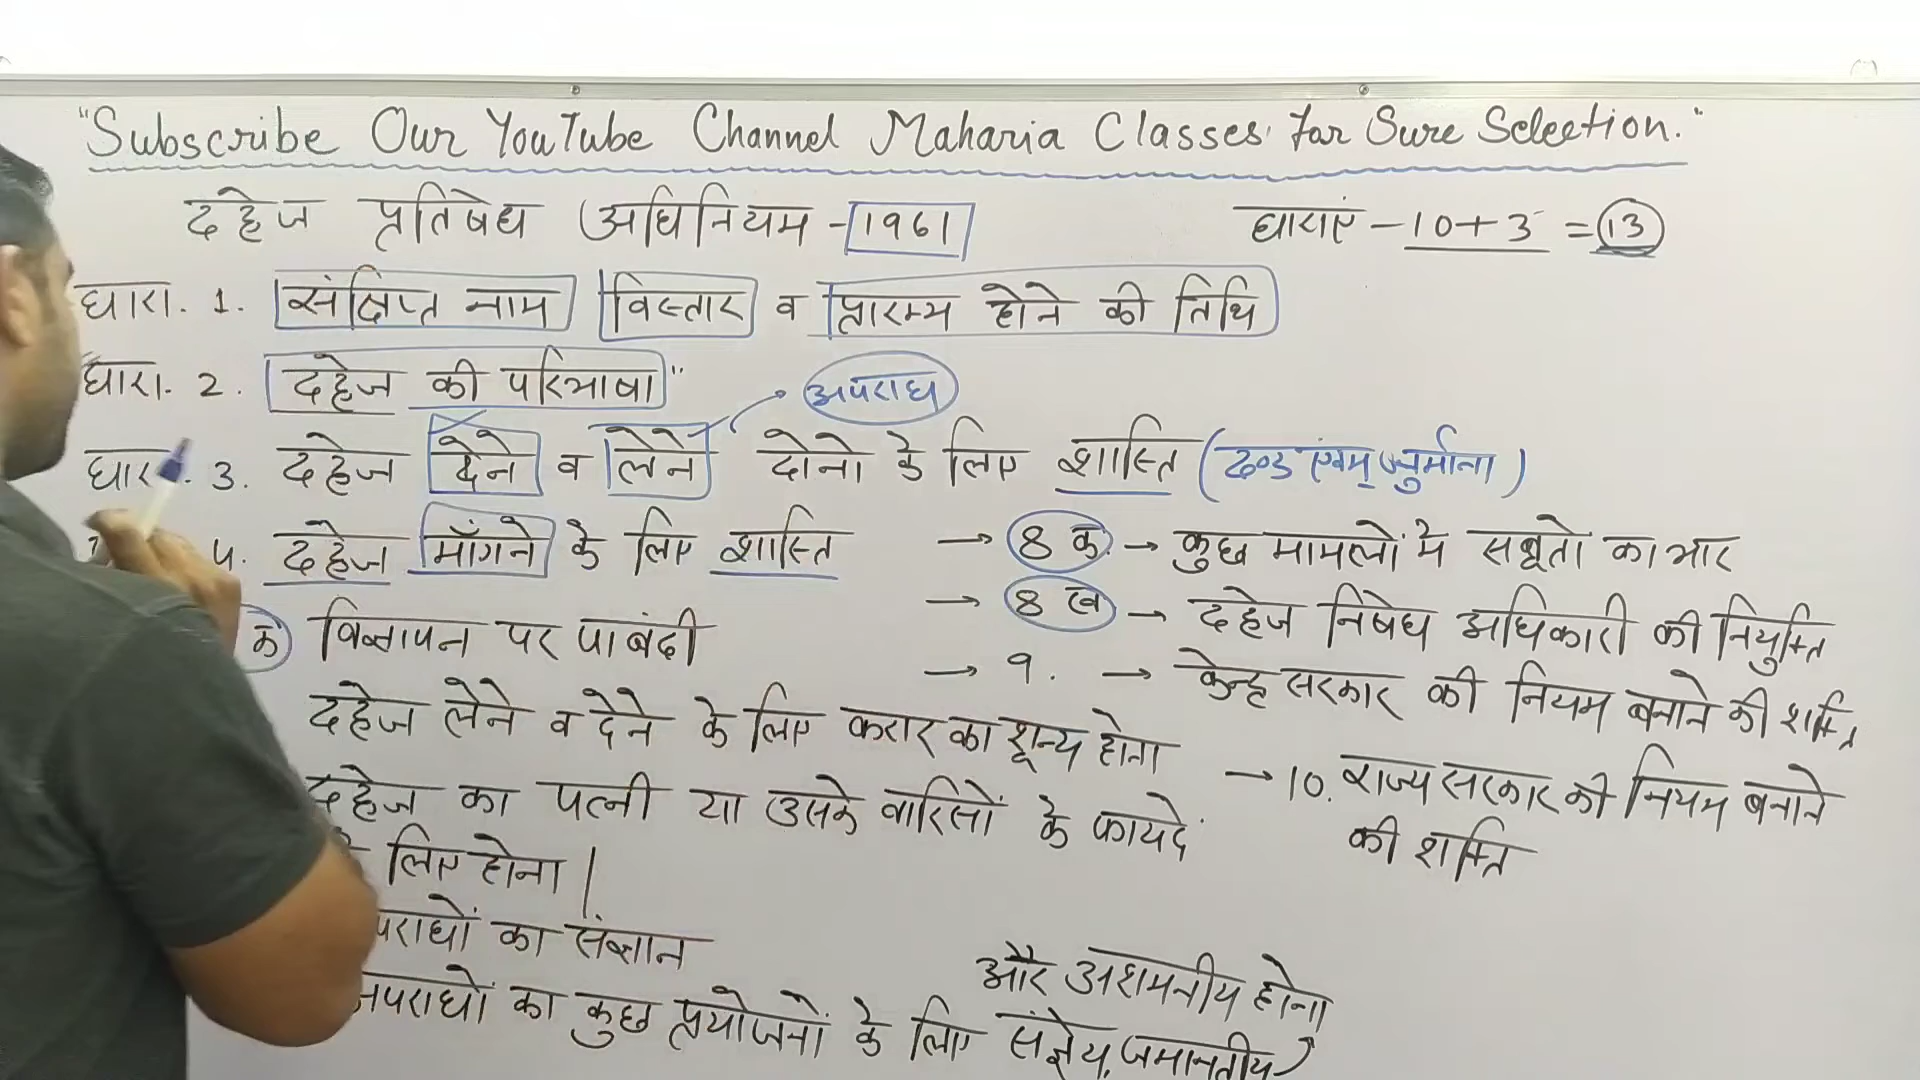 "Subscribe Our YouTube Channel Maharia Classes for Sure Selection."
दहेज प्रतिषेध अधिनियम - 1961
धाराएं - 10 + 3 = 13
धारा. 1. संक्षिप्त नाम विस्तार व प्रारम्भ होने की तिथि
धारा. 2. दहेज की परिभाषा"
अपराध
धारा. 3. दहेज देने व लेने दोनो के लिए शास्ति (दण्ड एवम् जुर्माना)
4. दहेज माँगने के लिए शास्ति
क विज्ञापन पर पाबंदी
दहेज लेने व देने के लिए करार का शून्य होना
दहेज का पत्नी या उसके वारिसों के फायदे
लिए होना।
अपराधों का संज्ञान
अपराधों का कुछ प्रयोजनों के लिए संज्ञेय, जमानतीय
और अशमनीय होना
→ 8 क. → कुछ मामलों में सबूतो का भार
→ 8 ख → दहेज निषेध अधिकारी की नियुक्ति
→ 9. → केन्द्र सरकार की नियम बनाने की शक्ति
→ 10. राज्य सरकार की नियम बनाने
की शक्ति